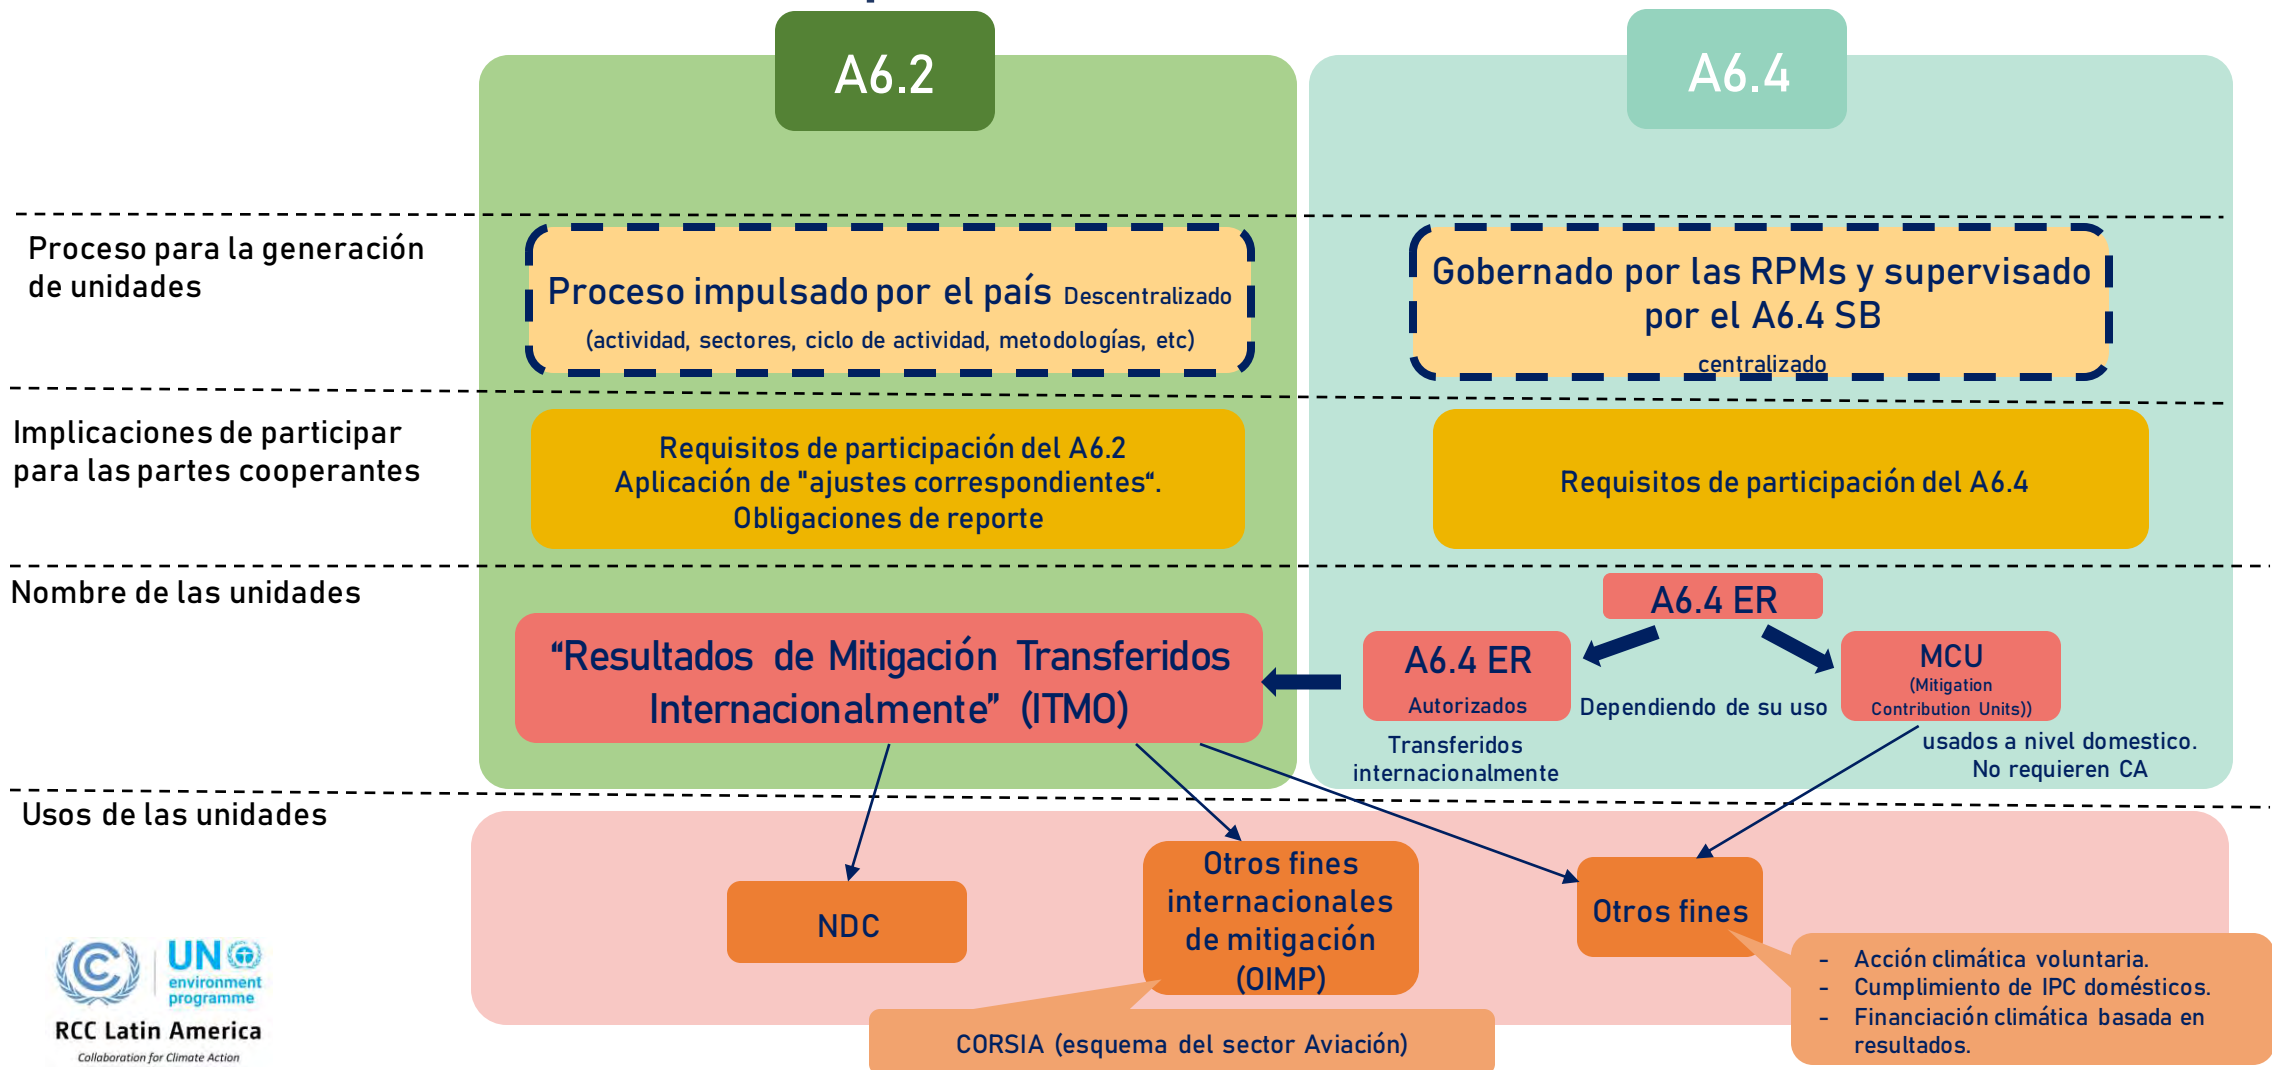 A6.2
A6.4
Proceso para la generación
de unidades
Proceso impulsado por el país Descentralizado
(actividad, sectores, ciclo de actividad, metodologías, etc)
Gobernado por las RPMs y supervisado
por el A6.4 SB
centralizado
Implicaciones de participar
para las partes cooperantes
Requisitos de participación del A6.2
Aplicación de "ajustes correspondientes“.
Obligaciones de reporte
Requisitos de participación del A6.4
Nombre de las unidades
“Resultados de Mitigación Transferidos
Internacionalmente” (ITMO)
A6.4 ER
A6.4 ER
Autorizados
Dependiendo de su uso
MCU
(Mitigation
Contribution Units))
Transferidos
internacionalmente
usados a nivel domestico.
No requieren CA
Usos de las unidades
NDC
Otros fines
internacionales
de mitigación
(OIMP)
Otros fines
CORSIA (esquema del sector Aviación)
- Acción climática voluntaria.
- Cumplimiento de IPC domésticos.
- Financiación climática basada en
resultados.
UN
environment
programme
RCC Latin America
Collaboration for Climate Action